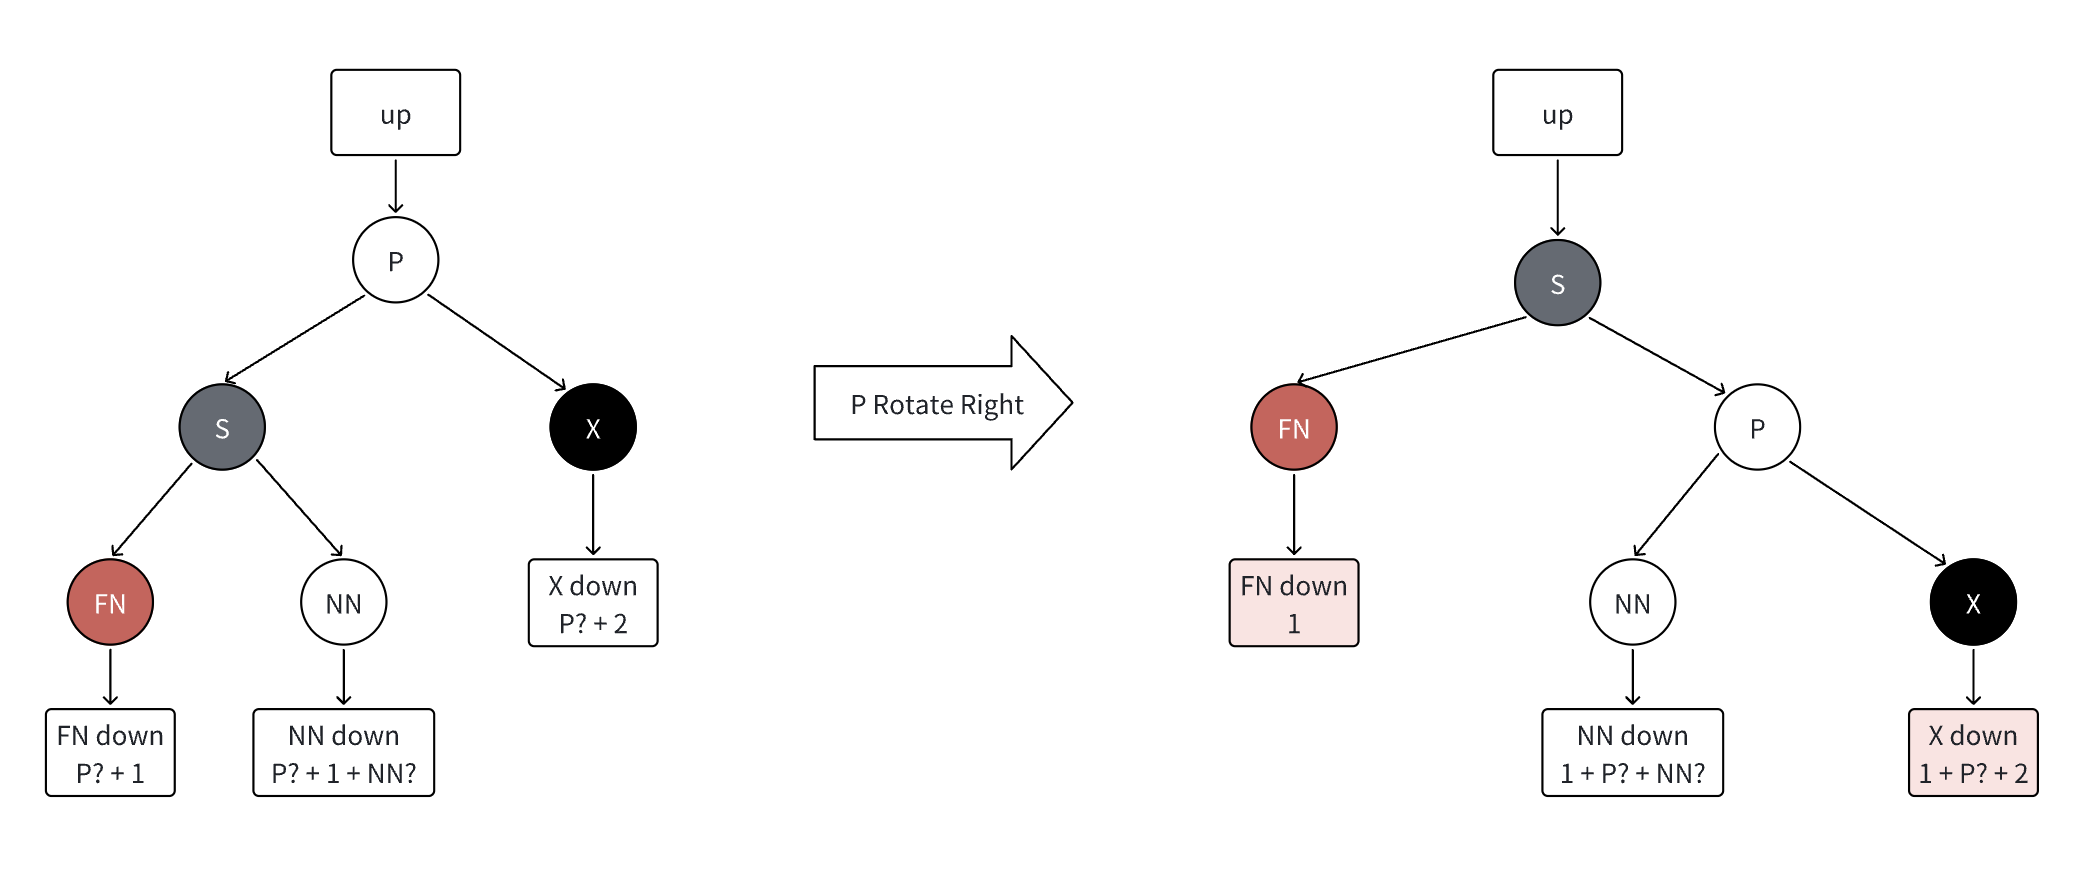 up
P
S
X
FN
NN
X down
P? + 2
FN down
P? + 1
NN down
P? + 1 + NN?
P Rotate Right
up
S
FN
P
FN down
1
NN
X
NN down
1 + P? + NN?
X down
1 + P? + 2